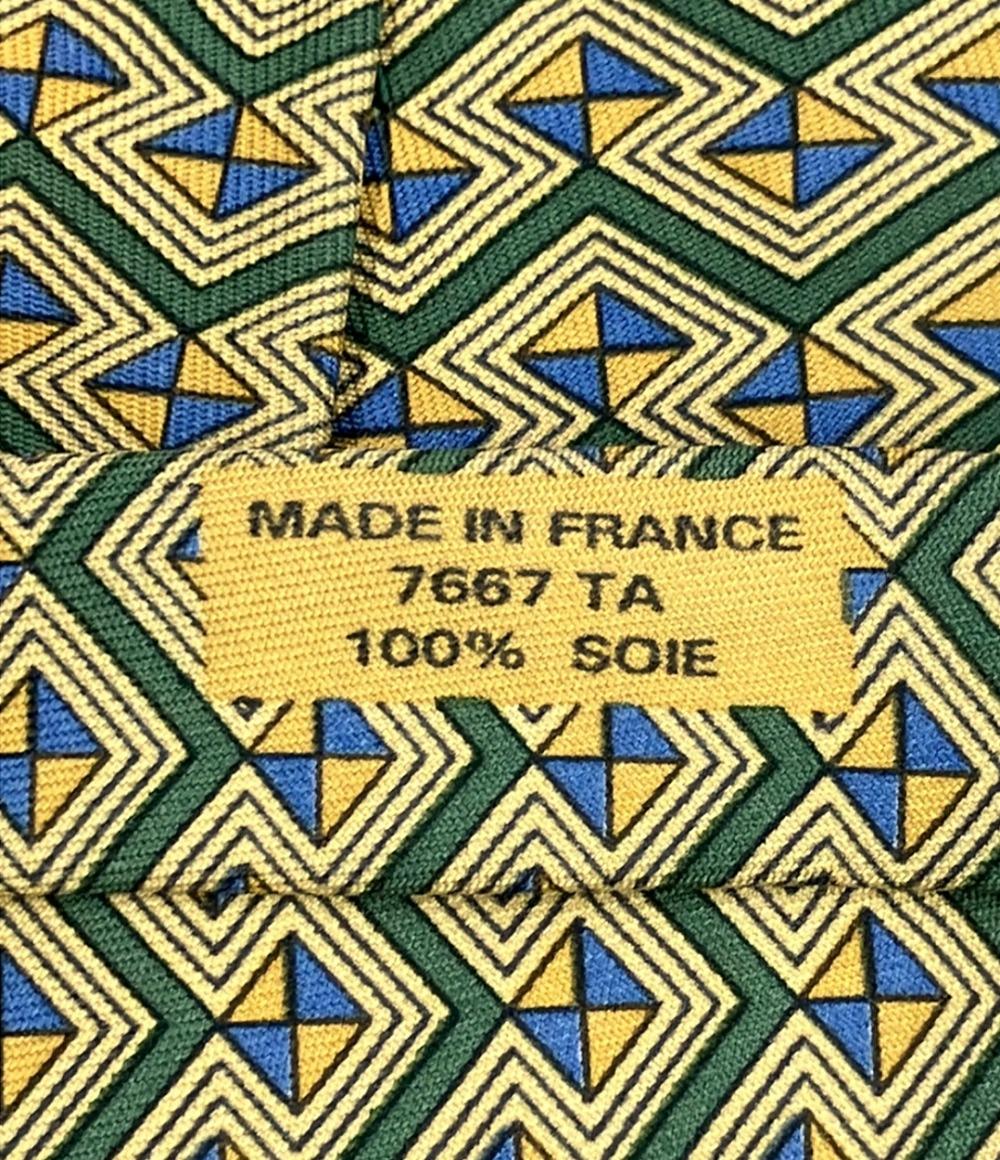 MADE IN FRANCE
7667 TA
100% SOIE